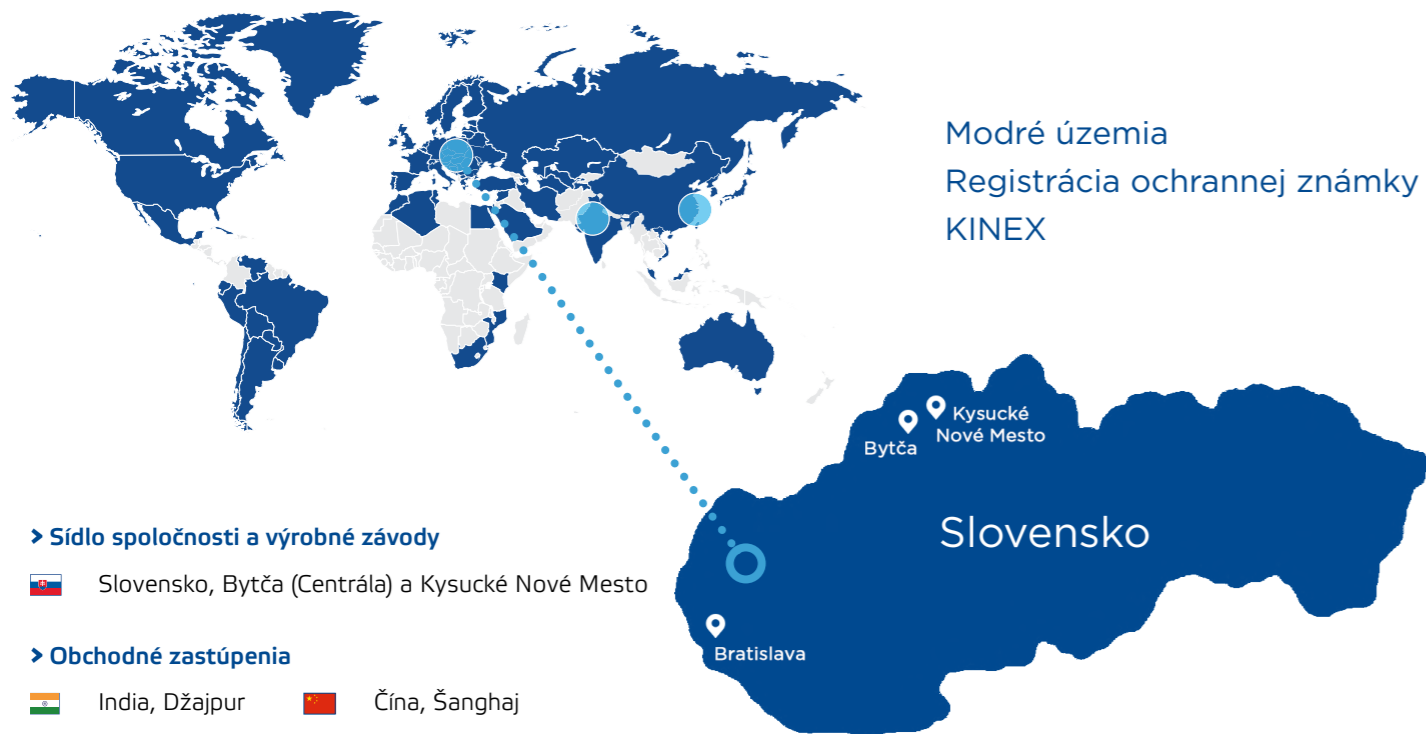 Modré územia
Registrácia ochrannej známky
KINEX
Kysucké
Nové Mesto
Bytča
Slovensko
Bratislava
> Sídlo spoločnosti a výrobné závody
Slovensko, Bytča (Centrála) a Kysucké Nové Mesto
> Obchodné zastúpenia
India, Džajpur
Čína, Šanghaj